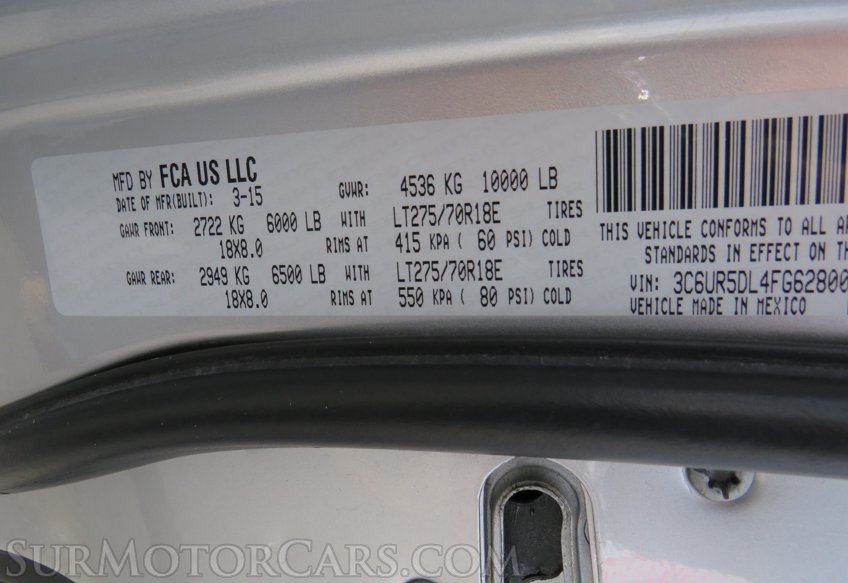 MFD BY FCA US LLC
DATE OF MFR(BUILT): 3-15 GVWR: 4536 KG 10000 LB
GAWR FRONT: 2722 KG 6000 LB WITH LT275/70R18E TIRES
18X8.0 RIMS AT 415 KPA ( 60 PSI) COLD
GAWR REAR: 2949 KG 6500 LB WITH LT275/70R18E TIRES
18X8.0 RIMS AT 550 KPA ( 80 PSI) COLD
THIS VEHICLE CONFORMS TO ALL
STANDARDS IN EFFECT ON
VIN: 3C6UR5DL4FG62800
VEHICLE MADE IN MEXICO
SURMOTORCARS.COM